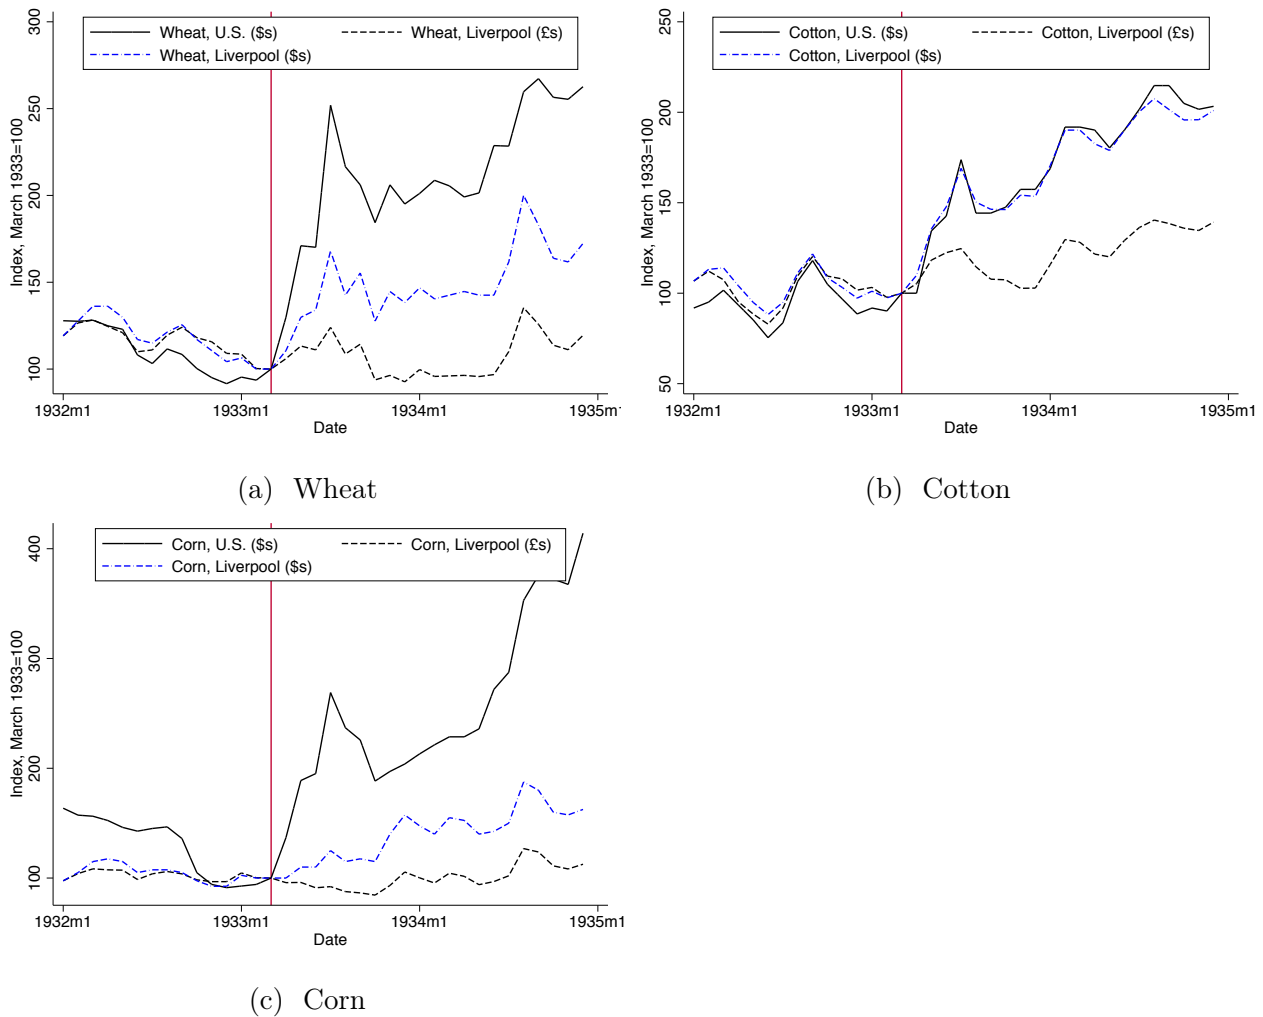 Wheat, U.S. ($s) Wheat, Liverpool (£s)
Wheat, Liverpool ($s)
300
250
200
150
100
Index, March 1933=100
1932m1 1933m1 1934m1 1935m
Date
(a) Wheat
Cotton, U.S. ($s) Cotton, Liverpool (£s)
Cotton, Liverpool ($s)
250
200
150
100
50
Index, March 1933=100
1932m1 1933m1 1934m1 1935m1
Date
(b) Cotton
Corn, U.S. ($s) Corn, Liverpool (£s)
Corn, Liverpool ($s)
400
300
200
100
Index, March 1933=100
1932m1 1933m1 1934m1 1935m1
Date
(c) Corn